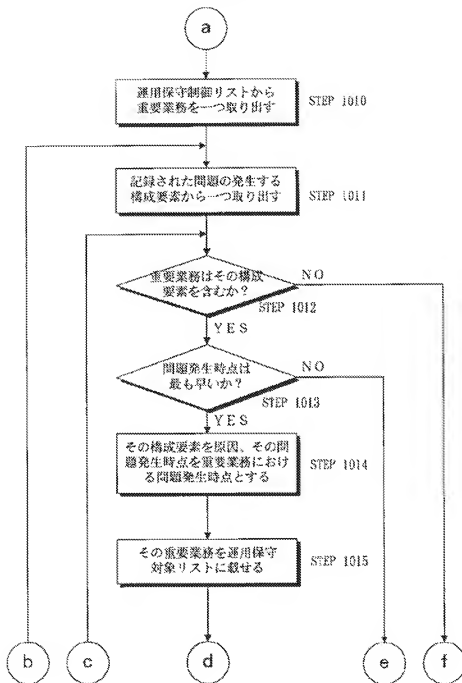 a
運用保守制御リストから
重要業務を一つ取り出す
STEP 1010
記録された問題の発生する
構成要素から一つ取り出す
STEP 1011
重要業務はその構成
要素を含むか?
NO
STEP 1012
YES
問題発生時点は
最も早いか?
NO
STEP 1013
YES
その構成要素を原因、その問
題発生時点を重要業務におけ
る問題発生時点とする
STEP 1014
その重要業務を運用保守
対象リストに載せる
STEP 1015
b
c
d
e
f